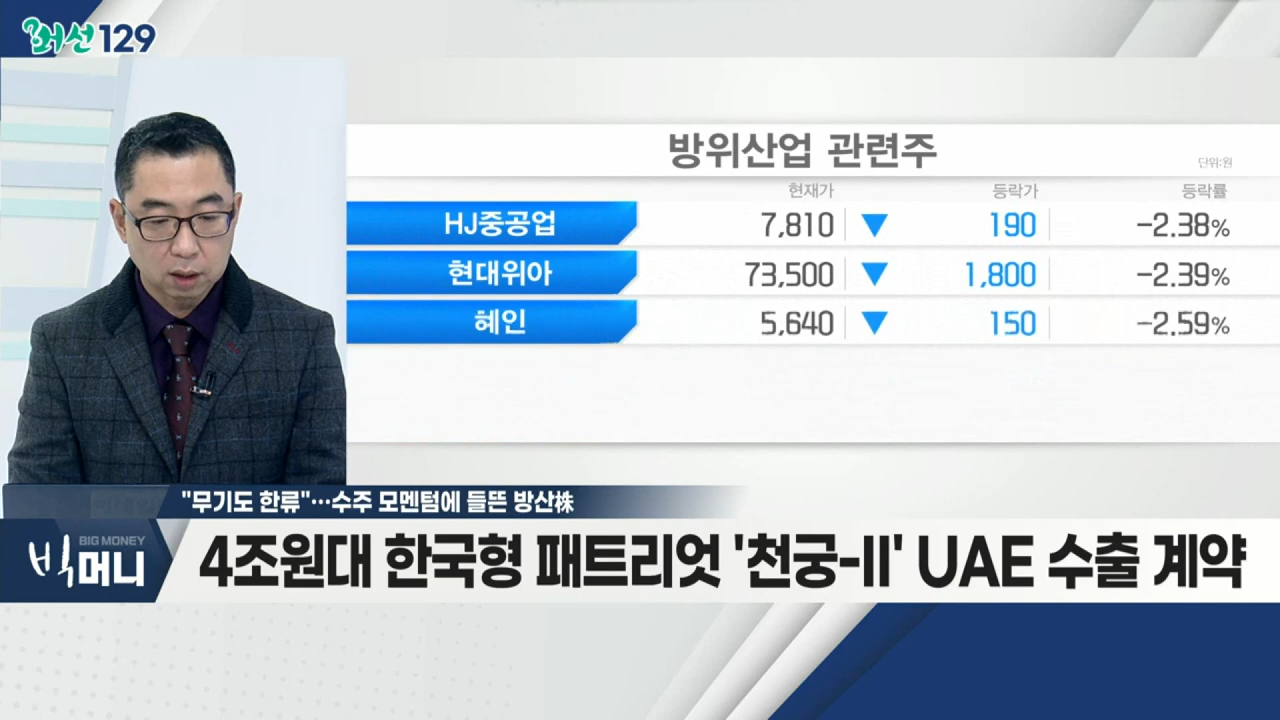 머선129
방위산업 관련주
단위:원
현재가 등락가 등락률
HJ중공업 7,810 ▼ 190 -2.38%
현대위아 73,500 ▼ 1,800 -2.39%
혜인 5,640 ▼ 150 -2.59%
"무기도 한류"…수주 모멘텀에 들뜬 방산株
BIG MONEY
빅머니
4조원대 한국형 패트리엇 '천궁-II' UAE 수출 계약